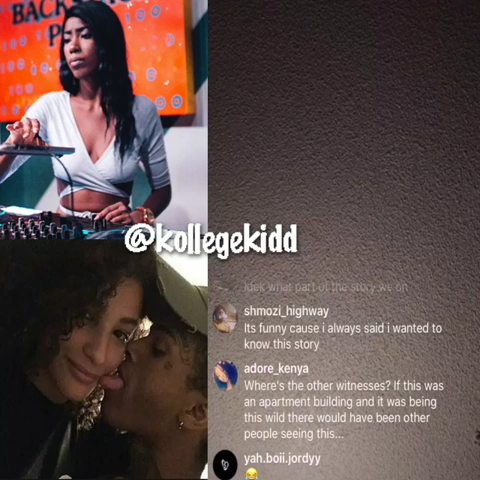 BACK
P
@kollegekidd
Idek what part of the story we on
shmozi_highway
Its funny cause i always said i wanted to
know this story
adore_kenya
Where's the other witnesses? If this was
an apartment building and it was being
this wild there would have been other
people seeing this...
yah.boii.jordyy
😂